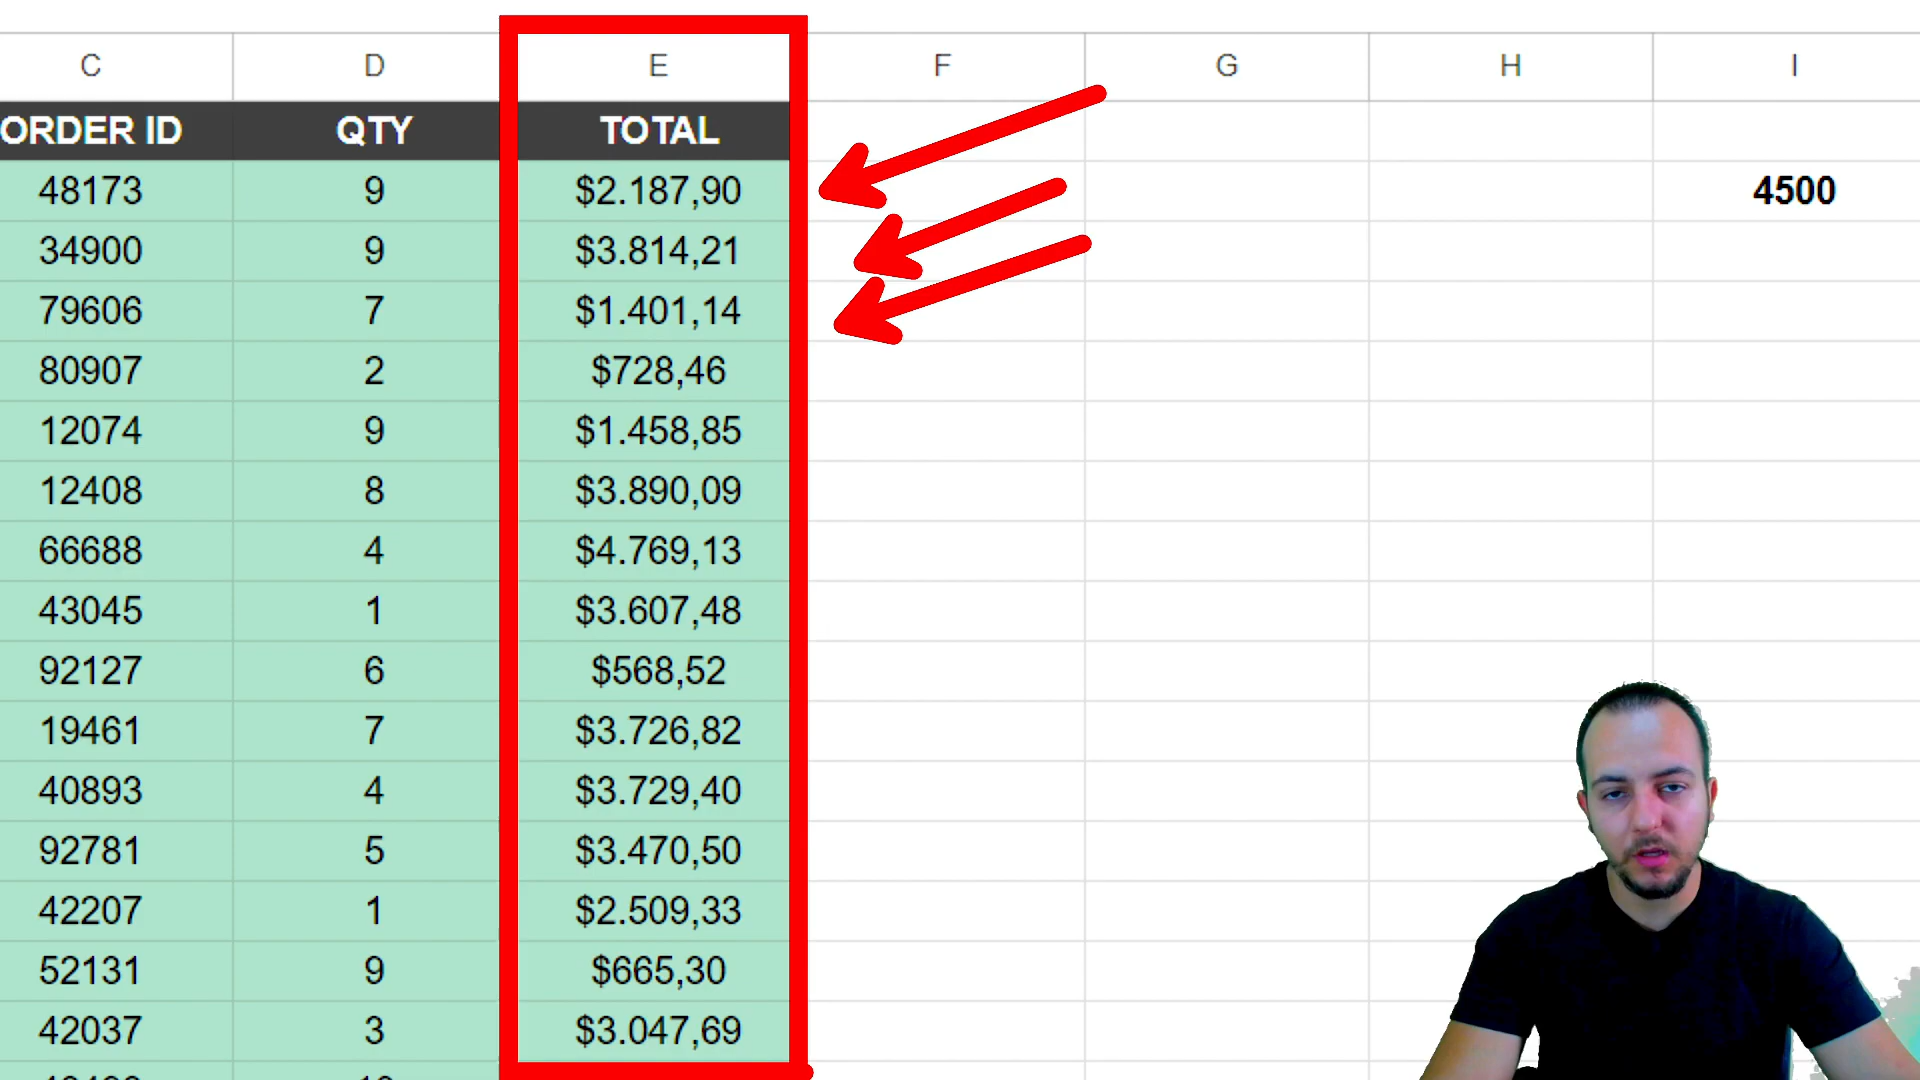 C D E F G H I
ORDER ID QTY TOTAL
48173 9 $2.187,90 4500
34900 9 $3.814,21
79606 7 $1.401,14
80907 2 $728,46
12074 9 $1.458,85
12408 8 $3.890,09
66688 4 $4.769,13
43045 1 $3.607,48
92127 6 $568,52
19461 7 $3.726,82
40893 4 $3.729,40
92781 5 $3.470,50
42207 1 $2.509,33
52131 9 $665,30
42037 3 $3.047,69